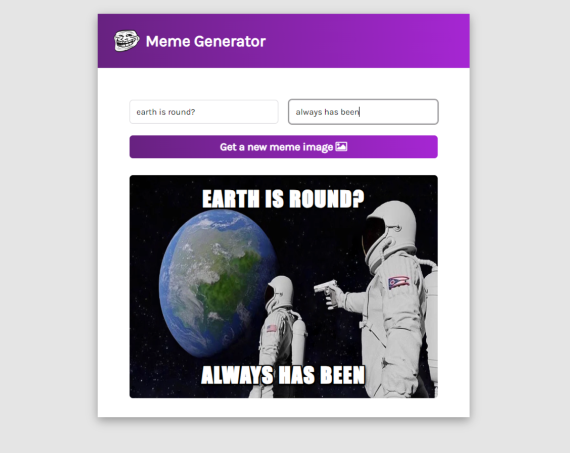 Meme Generator
earth is round?
always has been
Get a new meme image
EARTH IS ROUND?
ALWAYS HAS BEEN